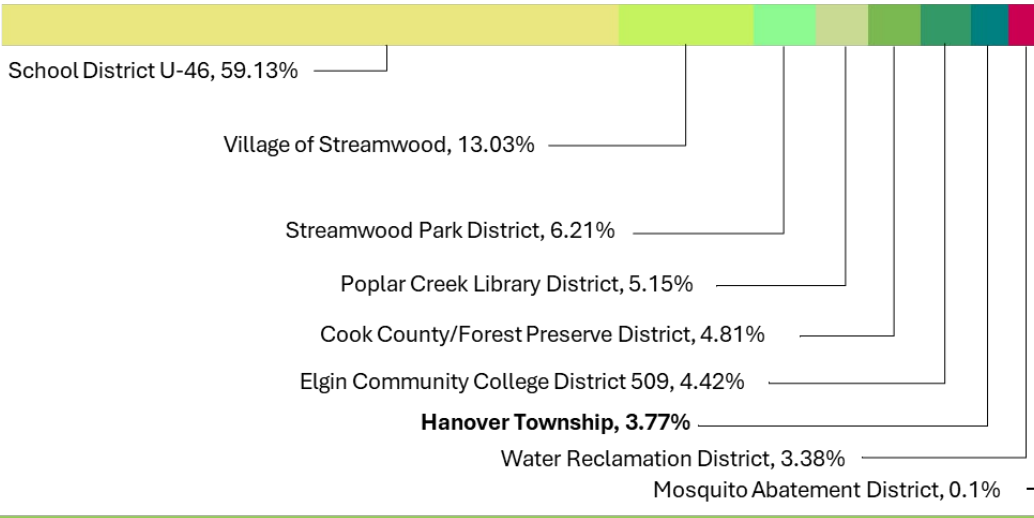 School District U-46, 59.13%
Village of Streamwood, 13.03%
Streamwood Park District, 6.21%
Poplar Creek Library District, 5.15%
Cook County/Forest Preserve District, 4.81%
Elgin Community College District 509, 4.42%
Hanover Township, 3.77%
Water Reclamation District, 3.38%
Mosquito Abatement District, 0.1%